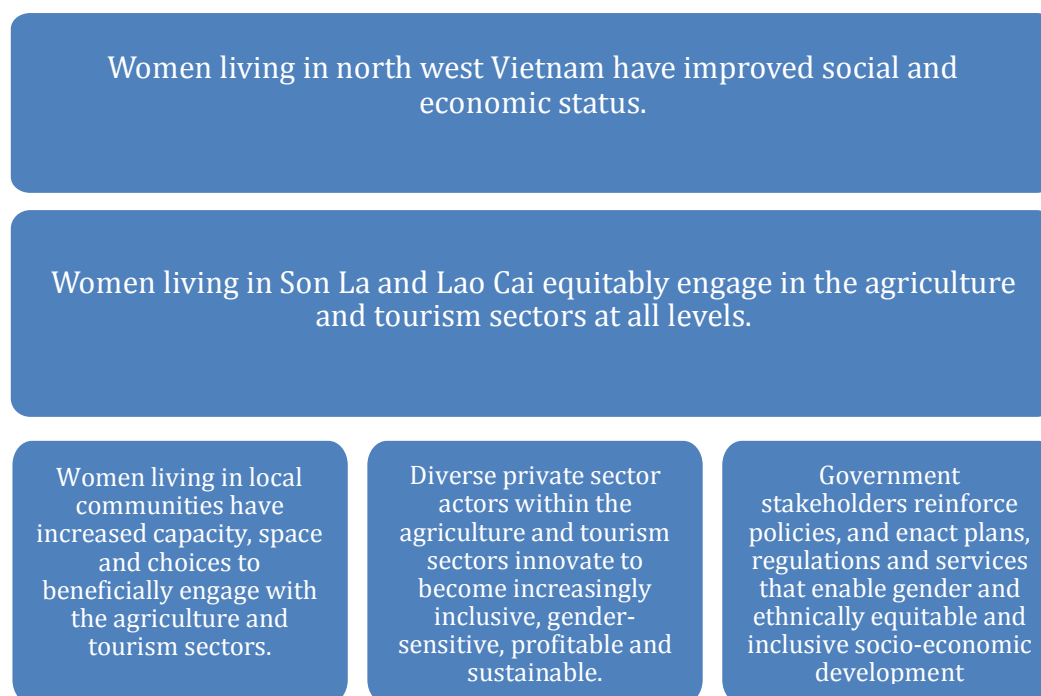 Women living in north west Vietnam have improved social and
economic status.
Women living in Son La and Lao Cai equitably engage in the agriculture
and tourism sectors at all levels.
Women living in local
communities have
increased capacity, space
and choices to
beneficially engage with
the agriculture and
tourism sectors.
Diverse private sector
actors within the
agriculture and tourism
sectors innovate to
become increasingly
inclusive, gender-
sensitive, profitable and
sustainable.
Government
stakeholders reinforce
policies, and enact plans,
regulations and services
that enable gender and
ethnically equitable and
inclusive socio-economic
development